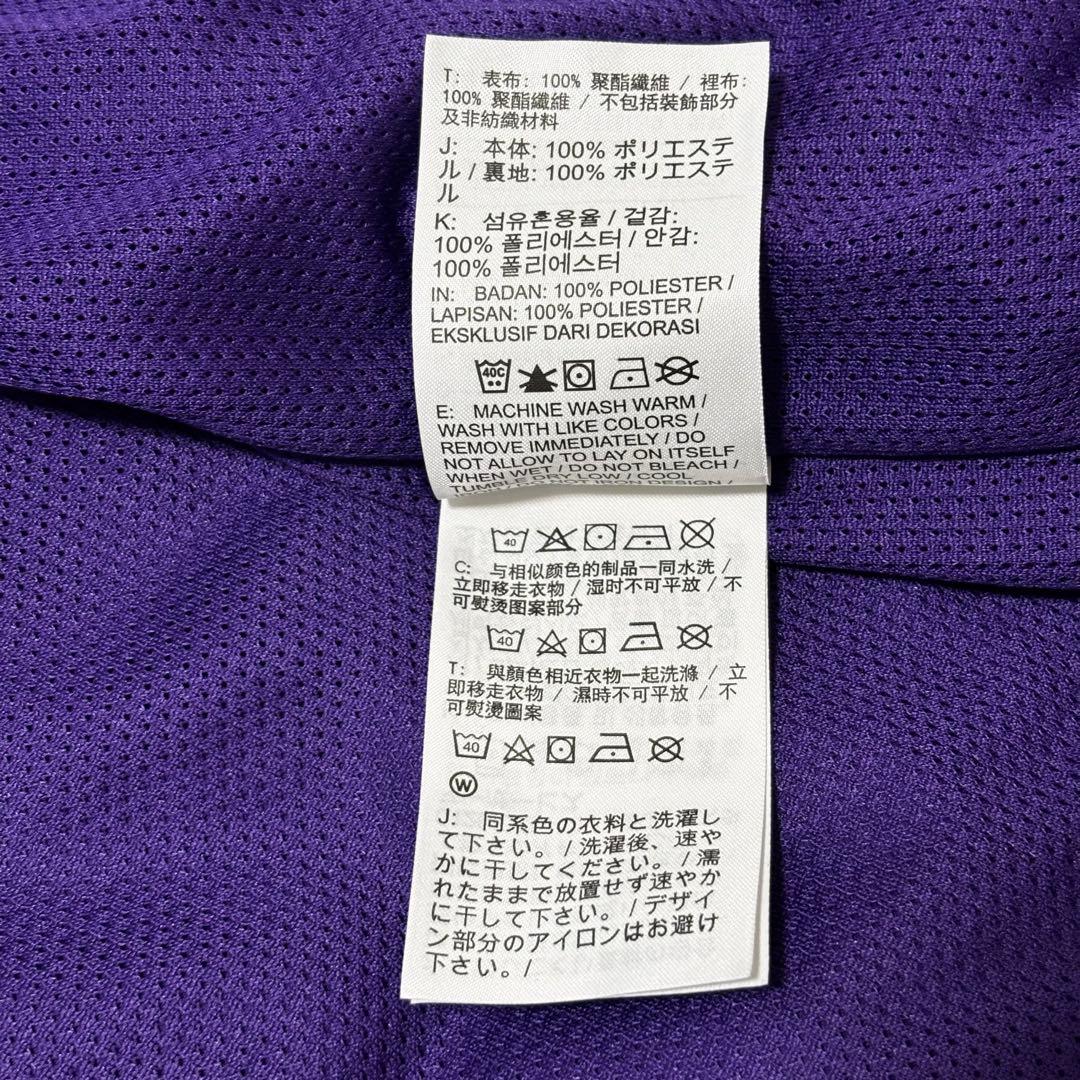 T: 表布: 100% 聚酯纖維 / 裡布:
100% 聚酯纖維 / 不包括裝飾部分
及非紡織材料
J: 本体: 100% ポリエステ
ル / 裏地: 100% ポリエステ
ル
K: 섬유혼용율 / 겉감:
100% 폴리에스터 / 안감:
100% 폴리에스터
IN: BADAN: 100% POLIESTER /
LAPISAN: 100% POLIESTER /
EKSKLUSIF DARI DEKORASI
40C
E: MACHINE WASH WARM /
WASH WITH LIKE COLORS /
REMOVE IMMEDIATELY / DO
NOT ALLOW TO LAY ON ITSELF
WHEN WET / DO NOT BLEACH /
TUMBLE DRY LOW / COOL
IRON DESIGN /
40
C: 与相似颜色的制品一同水洗 /
立即移走衣物 / 湿时不可平放 / 不
可熨烫图案部分
40
T: 與顏色相近衣物一起洗滌 / 立
即移走衣物 / 濕時不可平放 / 不
可熨燙圖案
40
W
J: 同系色の衣料と洗濯し
て下さい。/ 洗濯後、速や
かに干してください。/ 濡
れたままで放置せず速やか
に干して下さい。/ デザイ
ン部分のアイロンはお避け
下さい。/